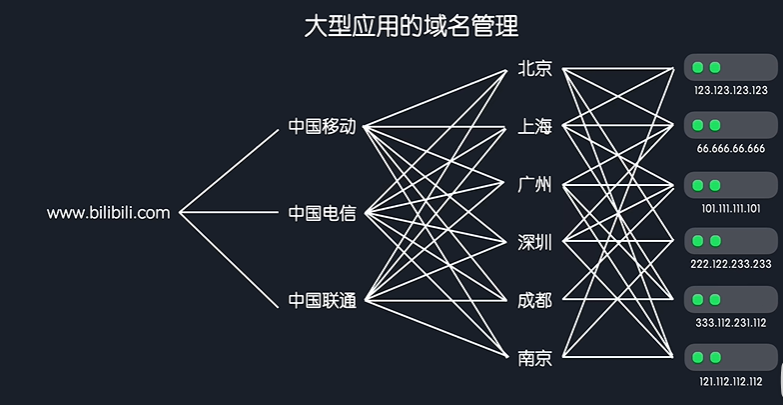 大型应用的域名管理
www.bilibili.com
中国移动
中国电信
中国联通
北京
上海
广州
深圳
成都
南京
123.123.123.123
66.666.66.666
101.111.111.101
222.122.233.233
333.112.231.112
121.112.112.112